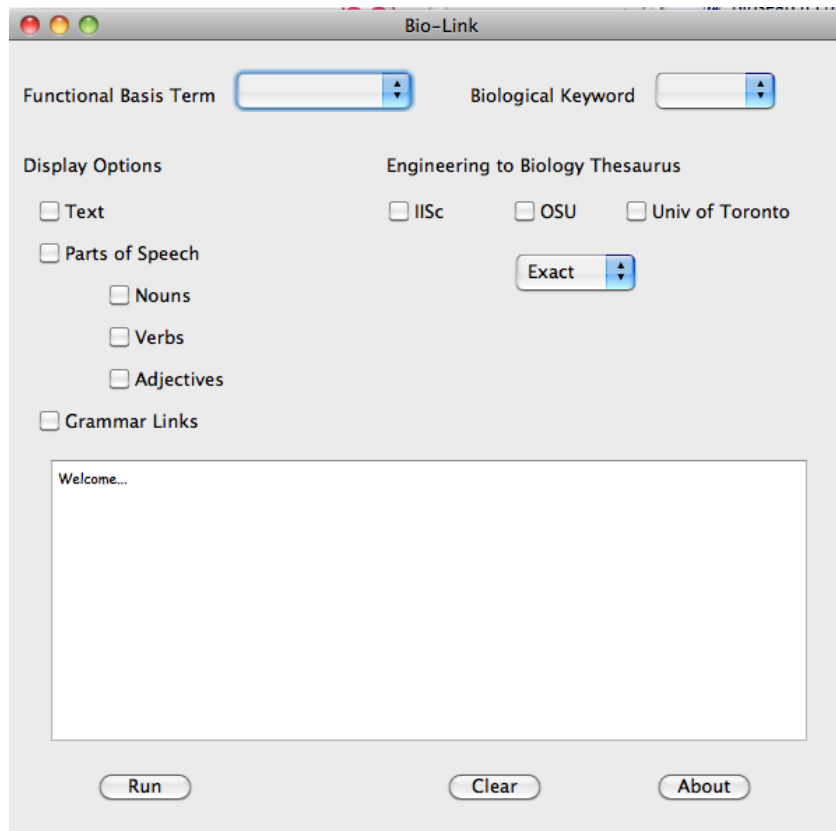 Bio-Link
Functional Basis Term Biological Keyword
Display Options Engineering to Biology Thesaurus
Text IISc OSU Univ of Toronto
Parts of Speech
Exact
Nouns
Verbs
Adjectives
Grammar Links
Welcome...
Run Clear About